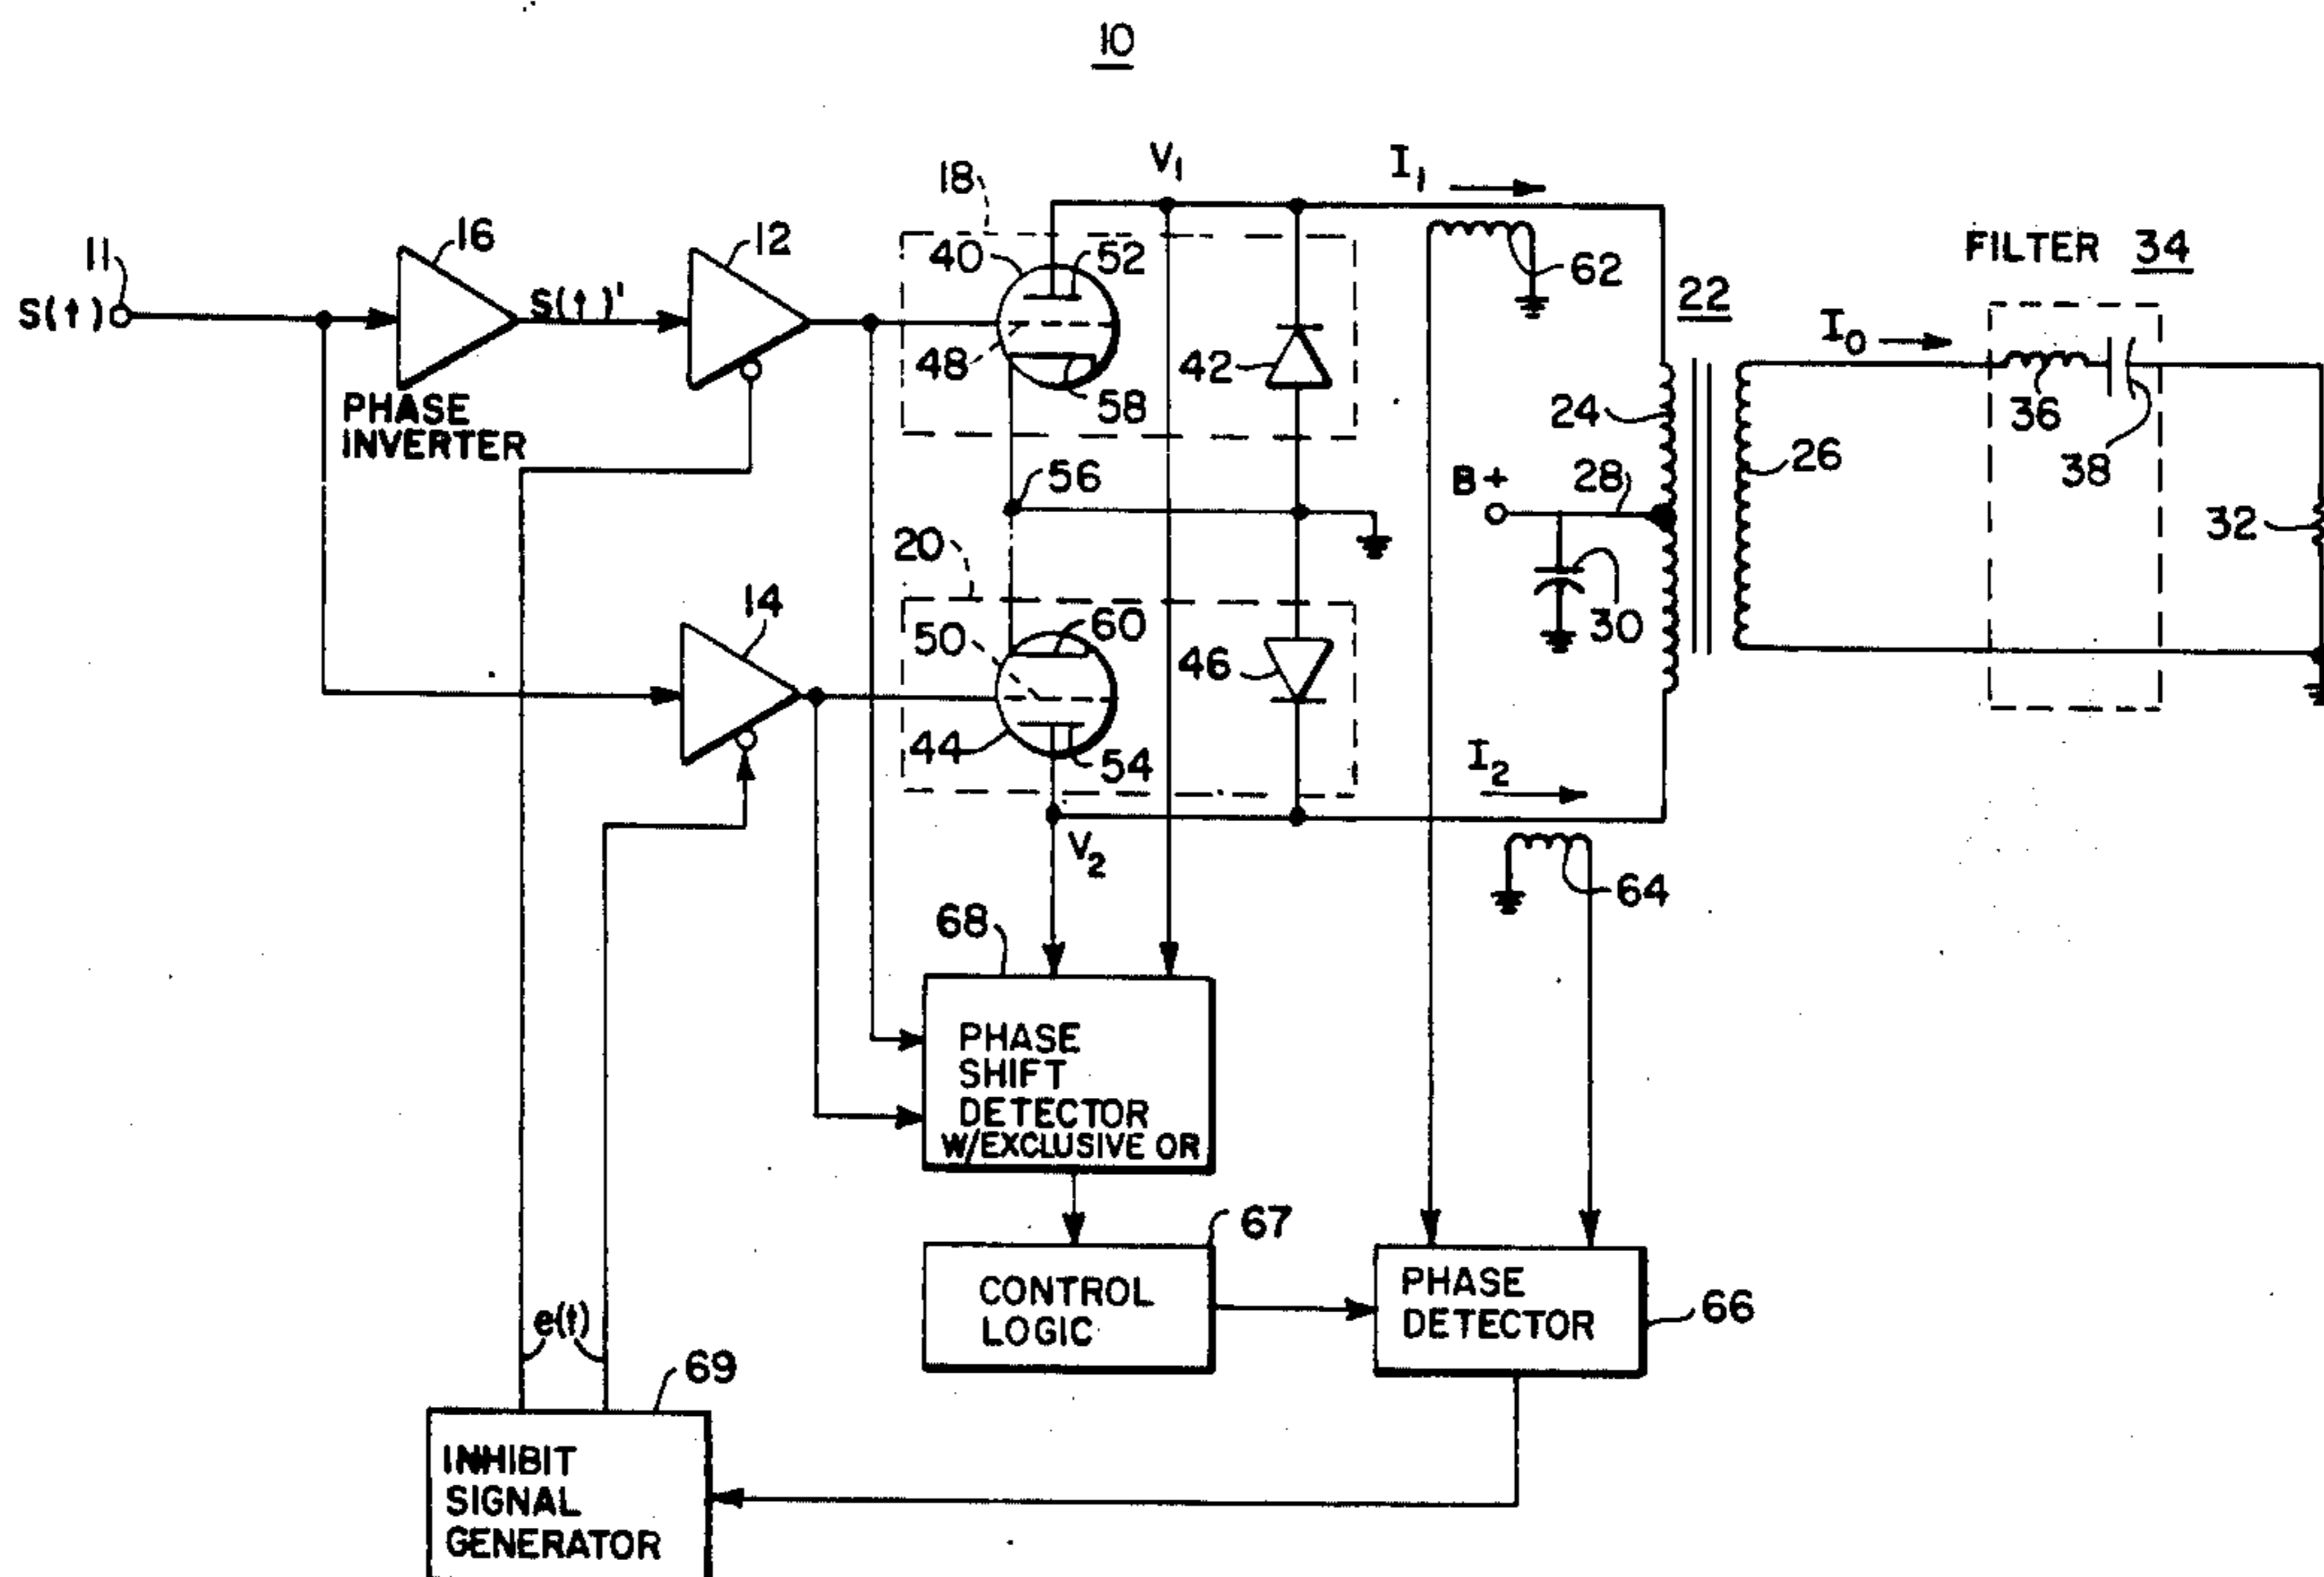 10
V1
I1
18
16
12
11
S(t)
S(t)'
40
52
62
22
FILTER 34
I0
48
58
42
24
PHASE
INVERTER
36
38
26
56
B+
28
32
20
14
50
60
46
30
44
54
I2
V2
64
68
PHASE
SHIFT
DETECTOR
W/EXCLUSIVE OR
67
CONTROL
LOGIC
PHASE
DETECTOR
66
e(t)
69
INHIBIT
SIGNAL
GENERATOR